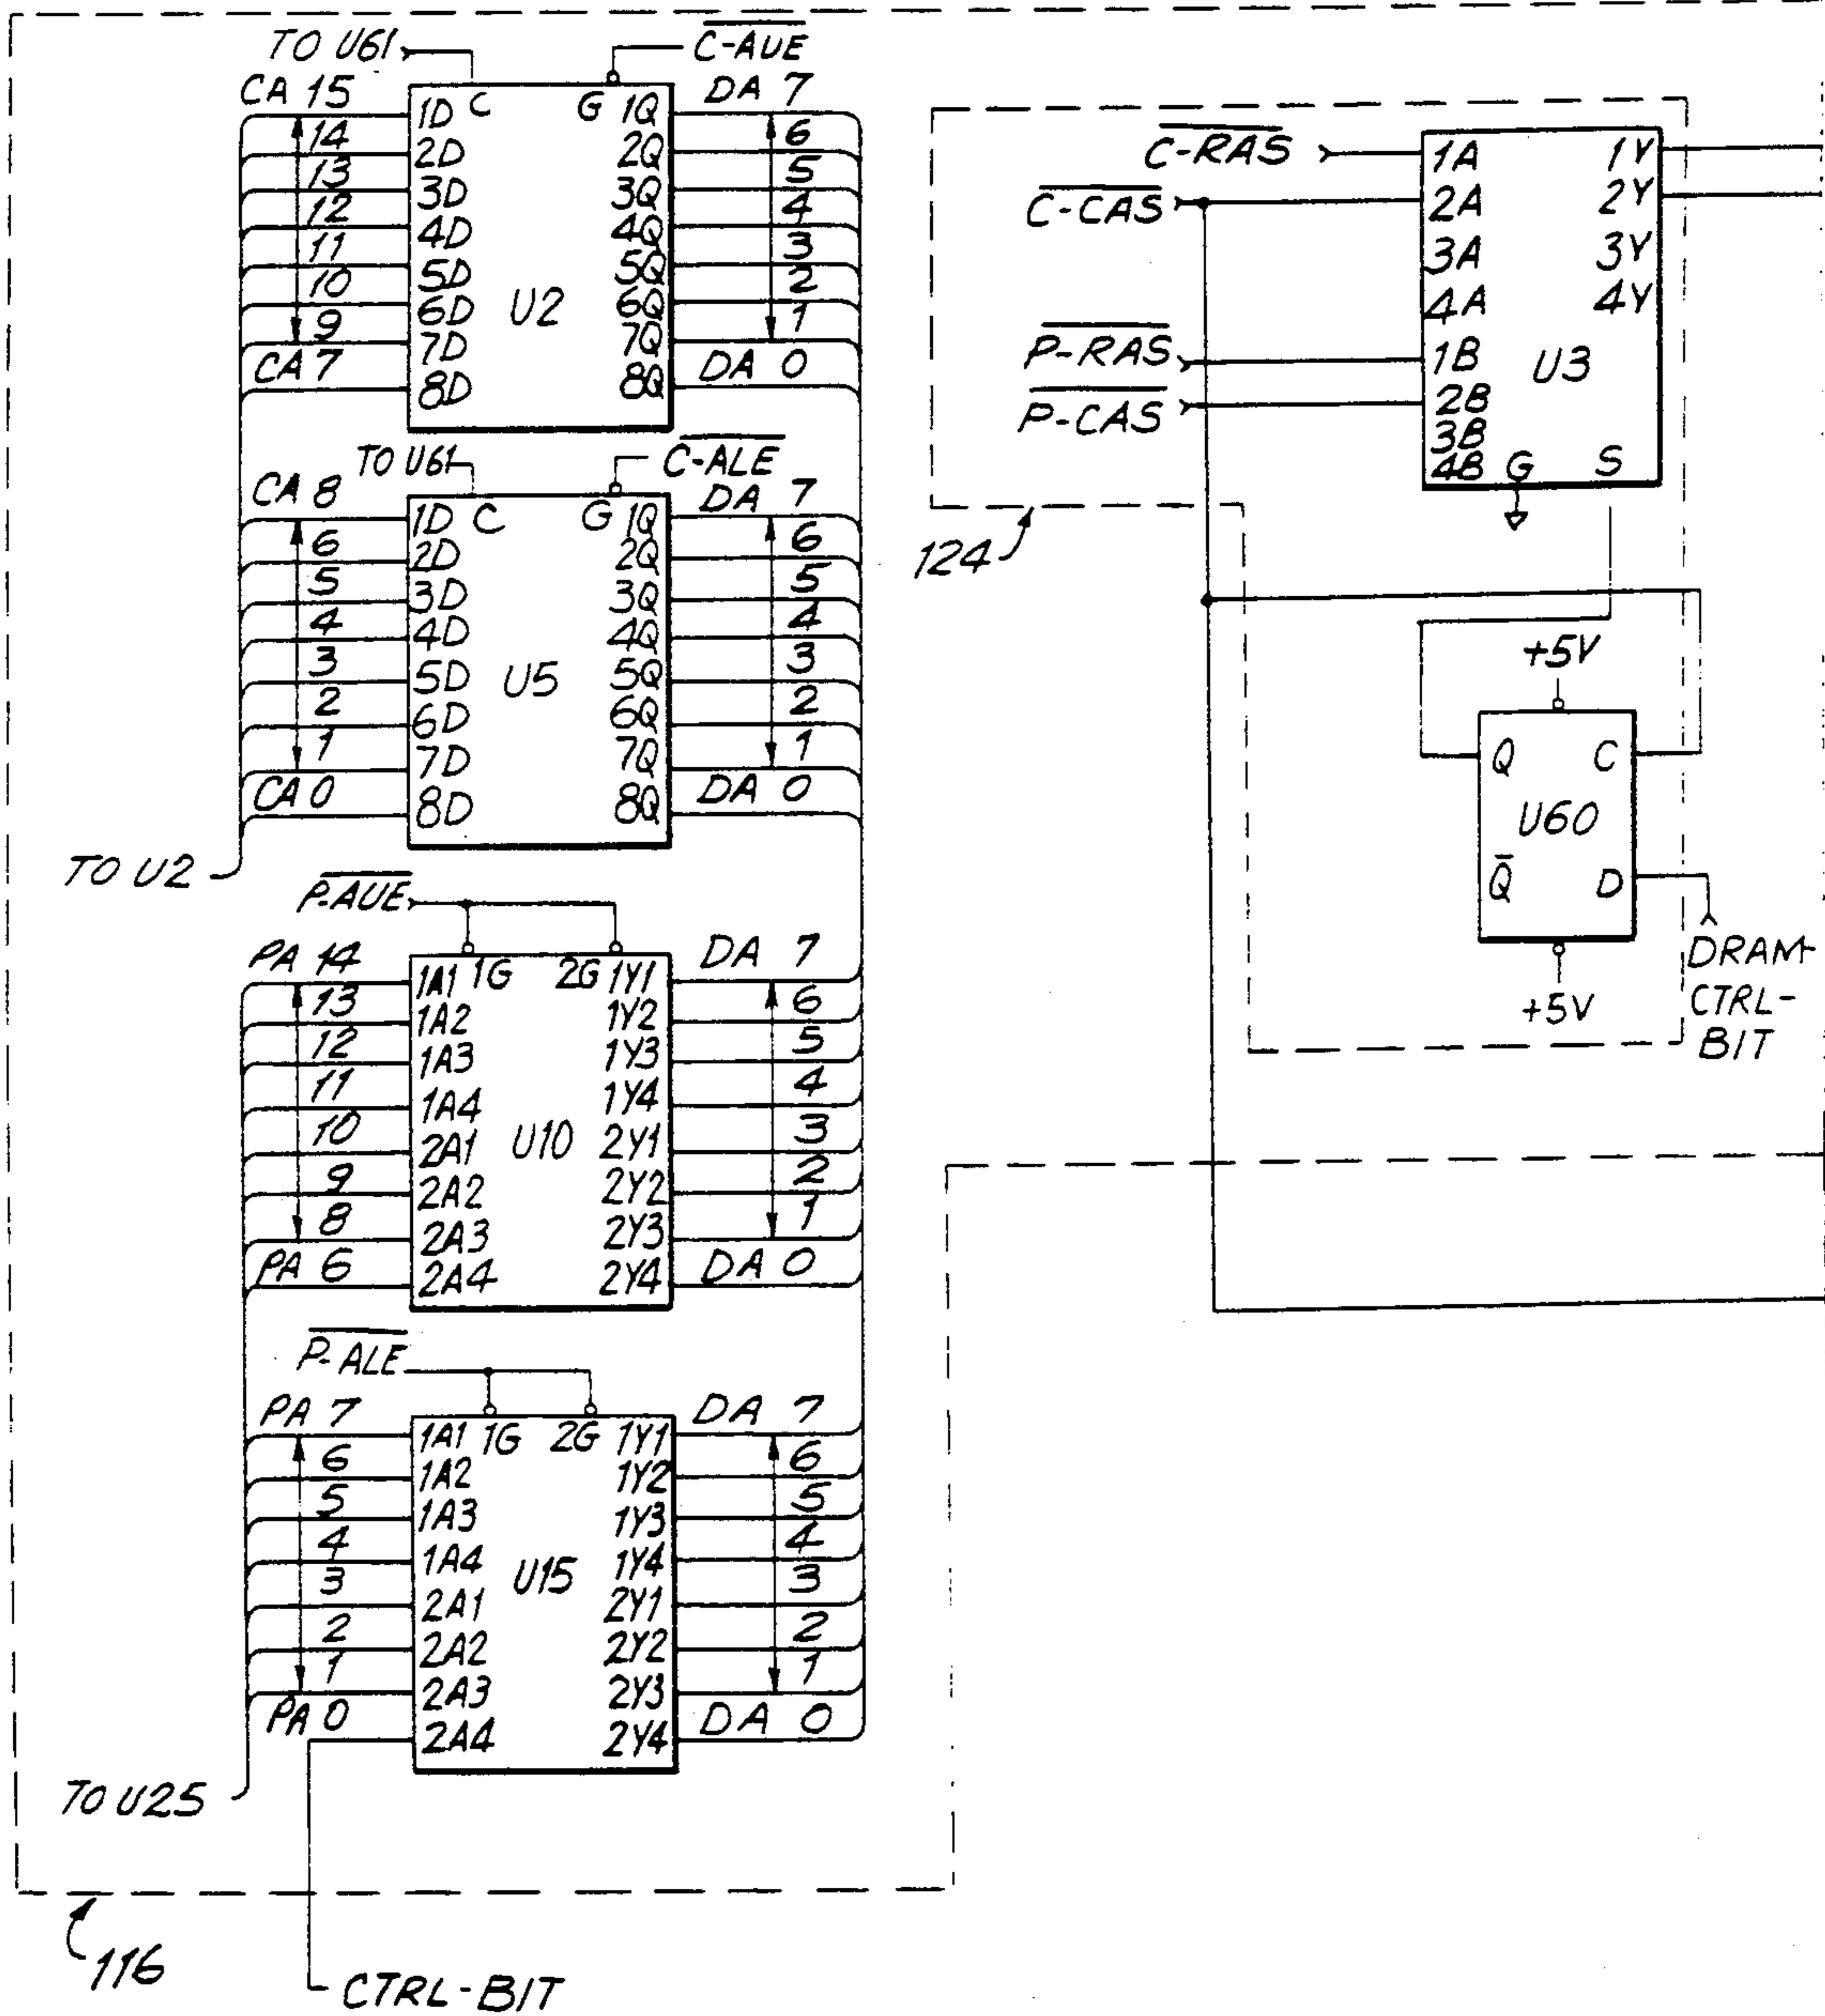 TO U61 C-AUE
CA 15 DA 7
1D C G 1Q
14 2D 2Q 6
13 3D 3Q 5
12 4D 4Q 4
11 5D 5Q 3
10 6D U2 6Q 2
9 7D 7Q 1
CA 7 8D 8Q DA 0
TO U61 C-ALE
CA 8 DA 7
1D C G 1Q
6 2D 2Q 6
5 3D 3Q 5
4 4D 4Q 4
3 5D U5 5Q 3
2 6D 6Q 2
1 7D 7Q 1
CA 0 8D 8Q DA 0
TO U2
P-AUE
PA 14 DA 7
1A1 1G 2G 1Y1
13 1A2 1Y2 6
12 1A3 1Y3 5
11 1A4 1Y4 4
10 2A1 U10 2Y1 3
9 2A2 2Y2 2
8 2A3 2Y3 1
PA 6 2A4 2Y4 DA 0
P-ALE
PA 7 DA 7
1A1 1G 2G 1Y1
6 1A2 1Y2 6
5 1A3 1Y3 5
4 1A4 1Y4 4
3 2A1 U15 2Y1 3
2 2A2 2Y2 2
1 2A3 2Y3 1
PA 0 2A4 2Y4 DA 0
TO U25
116
CTRL-BIT
C-RAS 1A 1Y
C-CAS 2A 2Y
3A 3Y
4A 4Y
P-RAS 1B U3
P-CAS 2B
3B
4B G S
124
+5V
Q C
U60
Q̄ D
+5V
DRAM-
CTRL-
BIT